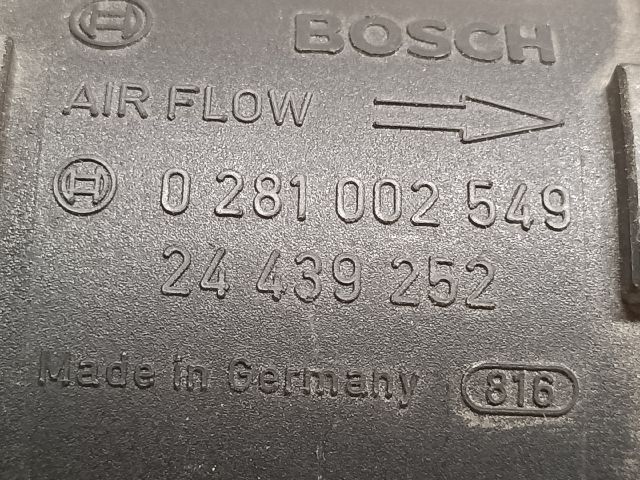 BOSCH
AIR FLOW
0 281 002 549
24 439 252
Made in Germany 816